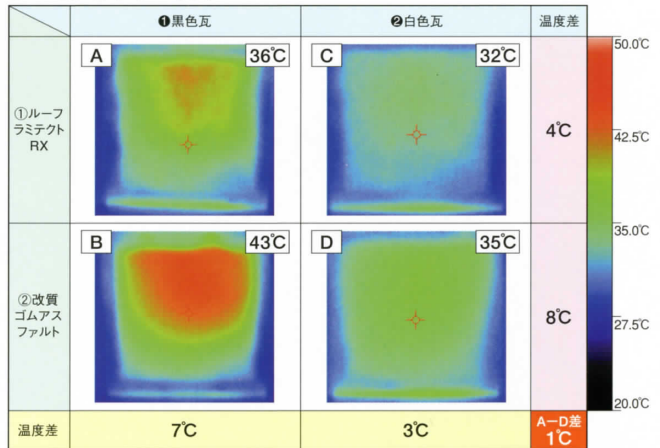 ❶黒色瓦
❷白色瓦
温度差
①ルーフ
ラミテクト
RX
A
36℃
C
32℃
4℃
②改質
ゴムアス
ファルト
B
43℃
D
35℃
8℃
温度差
7℃
3℃
A−D差
1℃
50.0℃
42.5℃
35.0℃
27.5℃
20.0℃